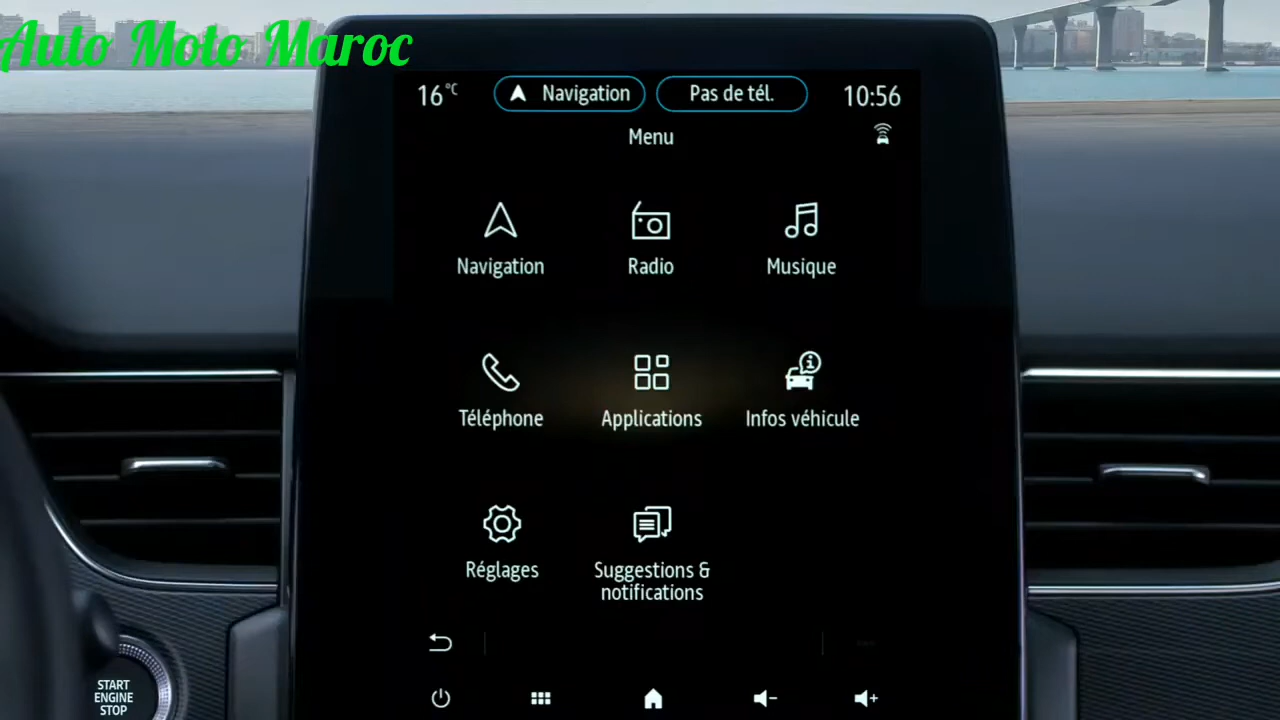 Auto Moto Maroc
16°C
Navigation
Pas de tél.
10:56
Menu
Navigation
Radio
Musique
Téléphone
Applications
Infos véhicule
Réglages
Suggestions &
notifications
START
ENGINE
STOP